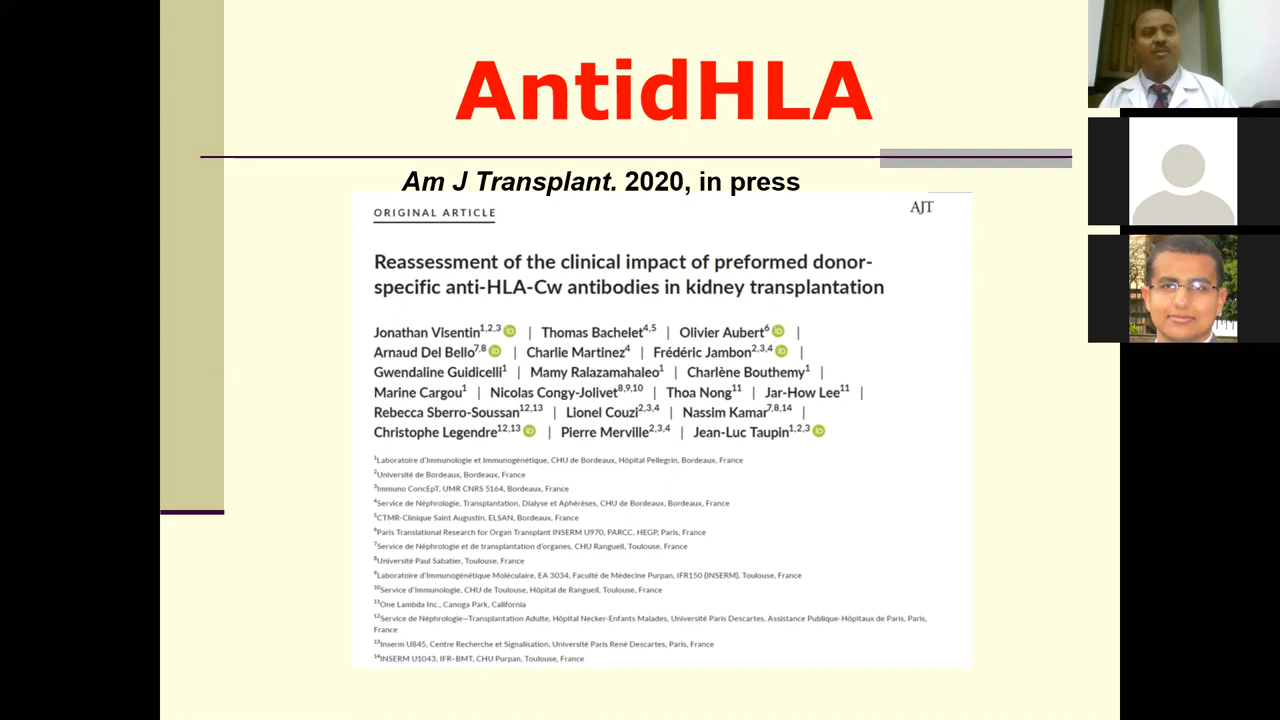 AntidHLA
Am J Transplant. 2020, in press
ORIGINAL ARTICLE
AJT
Reassessment of the clinical impact of preformed donor-
specific anti-HLA-Cw antibodies in kidney transplantation
Jonathan Visentin1,2,3 iD | Thomas Bachelet4,5 | Olivier Aubert6 iD |
Arnaud Del Bello7,8 iD | Charlie Martinez4 | Frédéric Jambon2,3,4 iD |
Gwendaline Guidicelli1 | Mamy Ralazamahaleo1 | Charlène Bouthemy1 |
Marine Cargou1 | Nicolas Congy-Jolivet8,9,10 | Thoa Nong11 | Jar-How Lee11 |
Rebecca Sberro-Soussan12,13 | Lionel Couzi2,3,4 | Nassim Kamar7,8,14 |
Christophe Legendre12,13 iD | Pierre Merville2,3,4 | Jean-Luc Taupin1,2,3 iD
1Laboratoire d'Immunologie et Immunogénétique, CHU de Bordeaux, Hôpital Pellegrin, Bordeaux, France
2Université de Bordeaux, Bordeaux, France
3Immuno ConcEpT, UMR CNRS 5164, Bordeaux, France
4Service de Néphrologie, Transplantation, Dialyse et Aphérèses, CHU de Bordeaux, Bordeaux, France
5CTMR-Clinique Saint Augustin, ELSAN, Bordeaux, France
6Paris Translational Research for Organ Transplant INSERM U970, PARCC, HEGP, Paris, France
7Service de Néphrologie et de transplantation d'organes, CHU Rangueil, Toulouse, France
8Université Paul Sabatier, Toulouse, France
9Laboratoire d'Immunogénétique Moléculaire, EA 3034, Faculté de Médecine Purpan, IFR150 (INSERM), Toulouse, France
10Service d'Immunologie, CHU de Toulouse, Hôpital de Rangueil, Toulouse, France
11One Lambda Inc., Canoga Park, California
12Service de Néphrologie—Transplantation Adulte, Hôpital Necker-Enfants Malades, Université Paris Descartes, Assistance Publique-Hôpitaux de Paris, Paris,
France
13Inserm U845, Centre Recherche et Signalisation, Université Paris René Descartes, Paris, France
14INSERM U1043, IFR–BMT, CHU Purpan, Toulouse, France